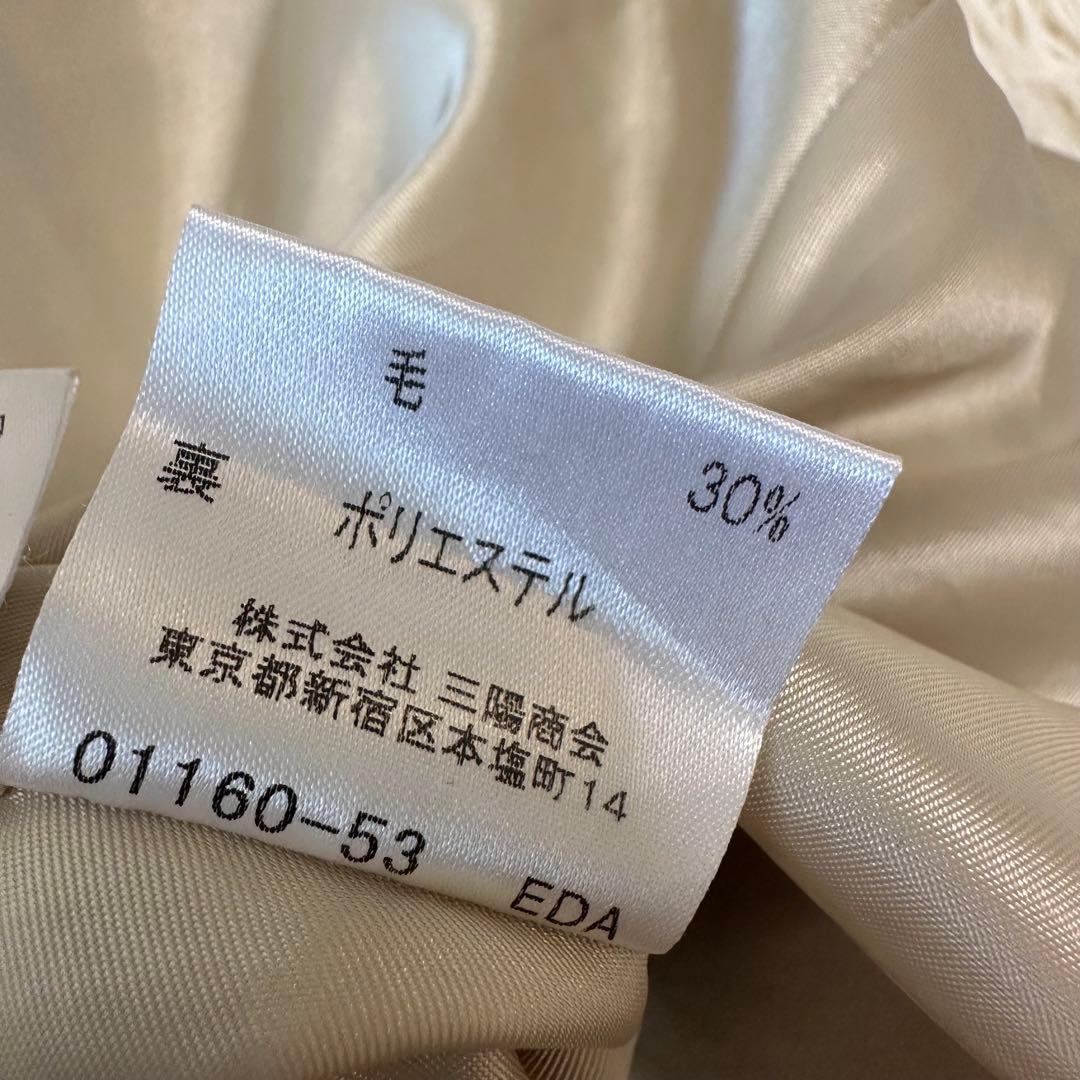 毛 30%
裏 ポリエステル
株式会社 三陽商会
東京都新宿区本塩町14
01160-53 EDA